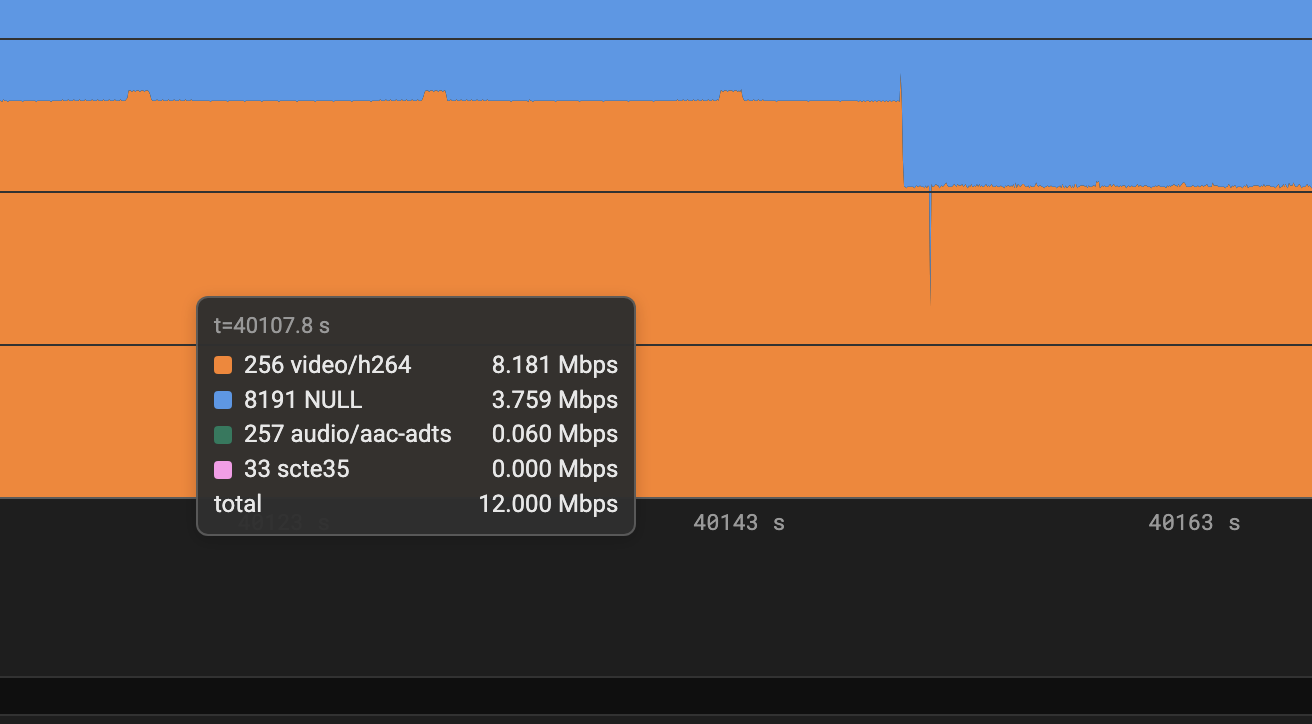 t=40107.8 s
256 video/h264 8.181 Mbps
8191 NULL 3.759 Mbps
257 audio/aac-adts 0.060 Mbps
33 scte35 0.000 Mbps
total 12.000 Mbps
40123 s 40143 s 40163 s